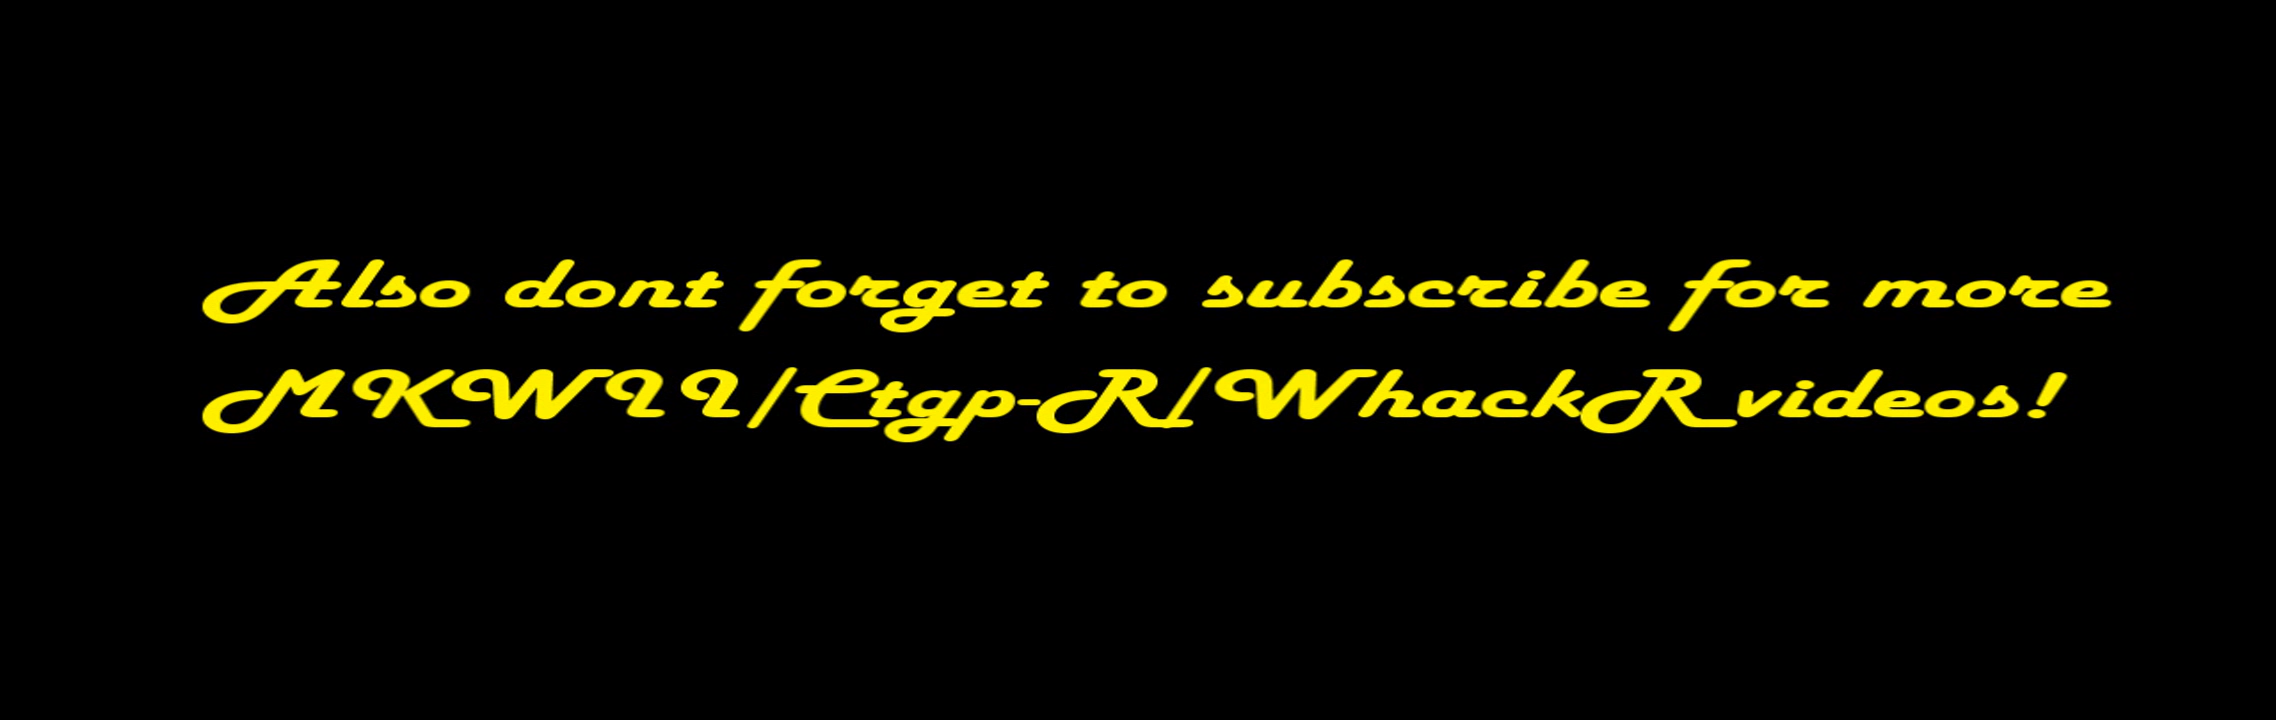 Also dont forget to subscribe for more
MKWII/Ctgp-R/WhackR videos!